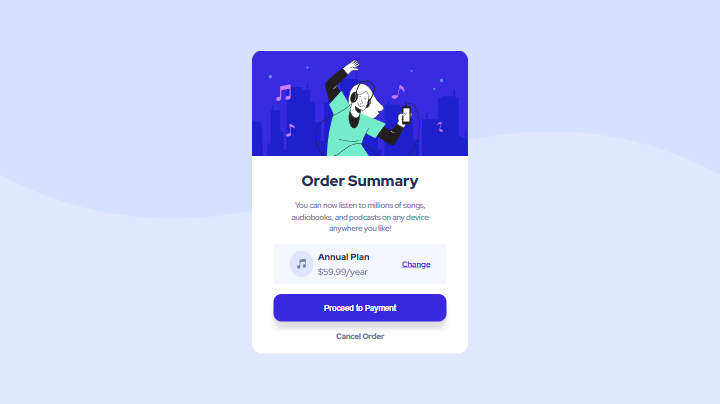 Order Summary
You can now listen to millions of songs,
audiobooks, and podcasts on any device
anywhere you like!
Annual Plan
$59.99/year
Change
Proceed to Payment
Cancel Order